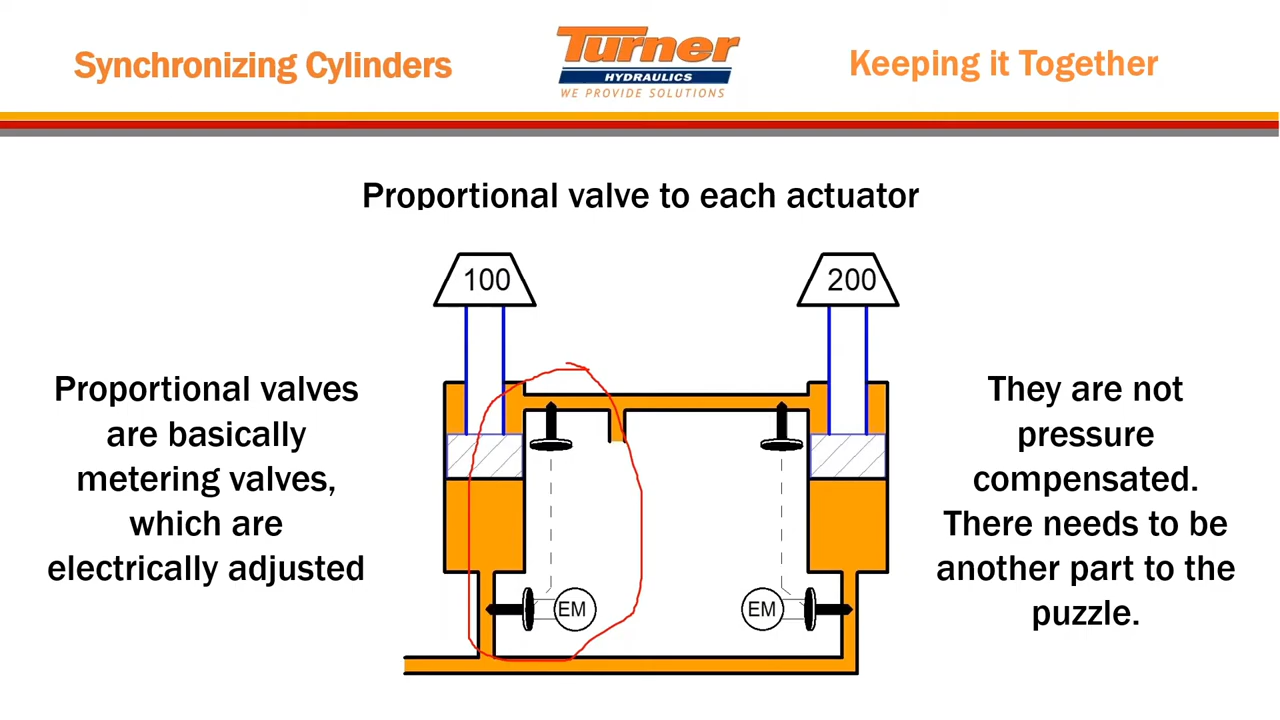 Synchronizing Cylinders
Turner
HYDRAULICS
WE PROVIDE SOLUTIONS
Keeping it Together
Proportional valve to each actuator
100
200
Proportional valves
are basically
metering valves,
which are
electrically adjusted
They are not
pressure
compensated.
There needs to be
another part to the
puzzle.
EM
EM